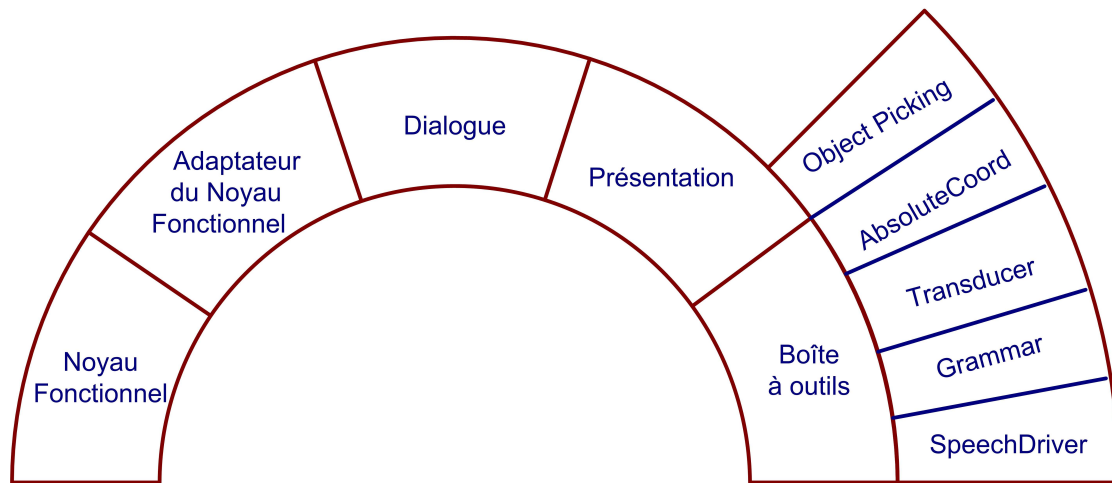 Noyau
Fonctionnel
Adaptateur
du Noyau
Fonctionnel
Dialogue
Présentation
Boîte
à outils
Object Picking
AbsoluteCoord
Transducer
Grammar
SpeechDriver